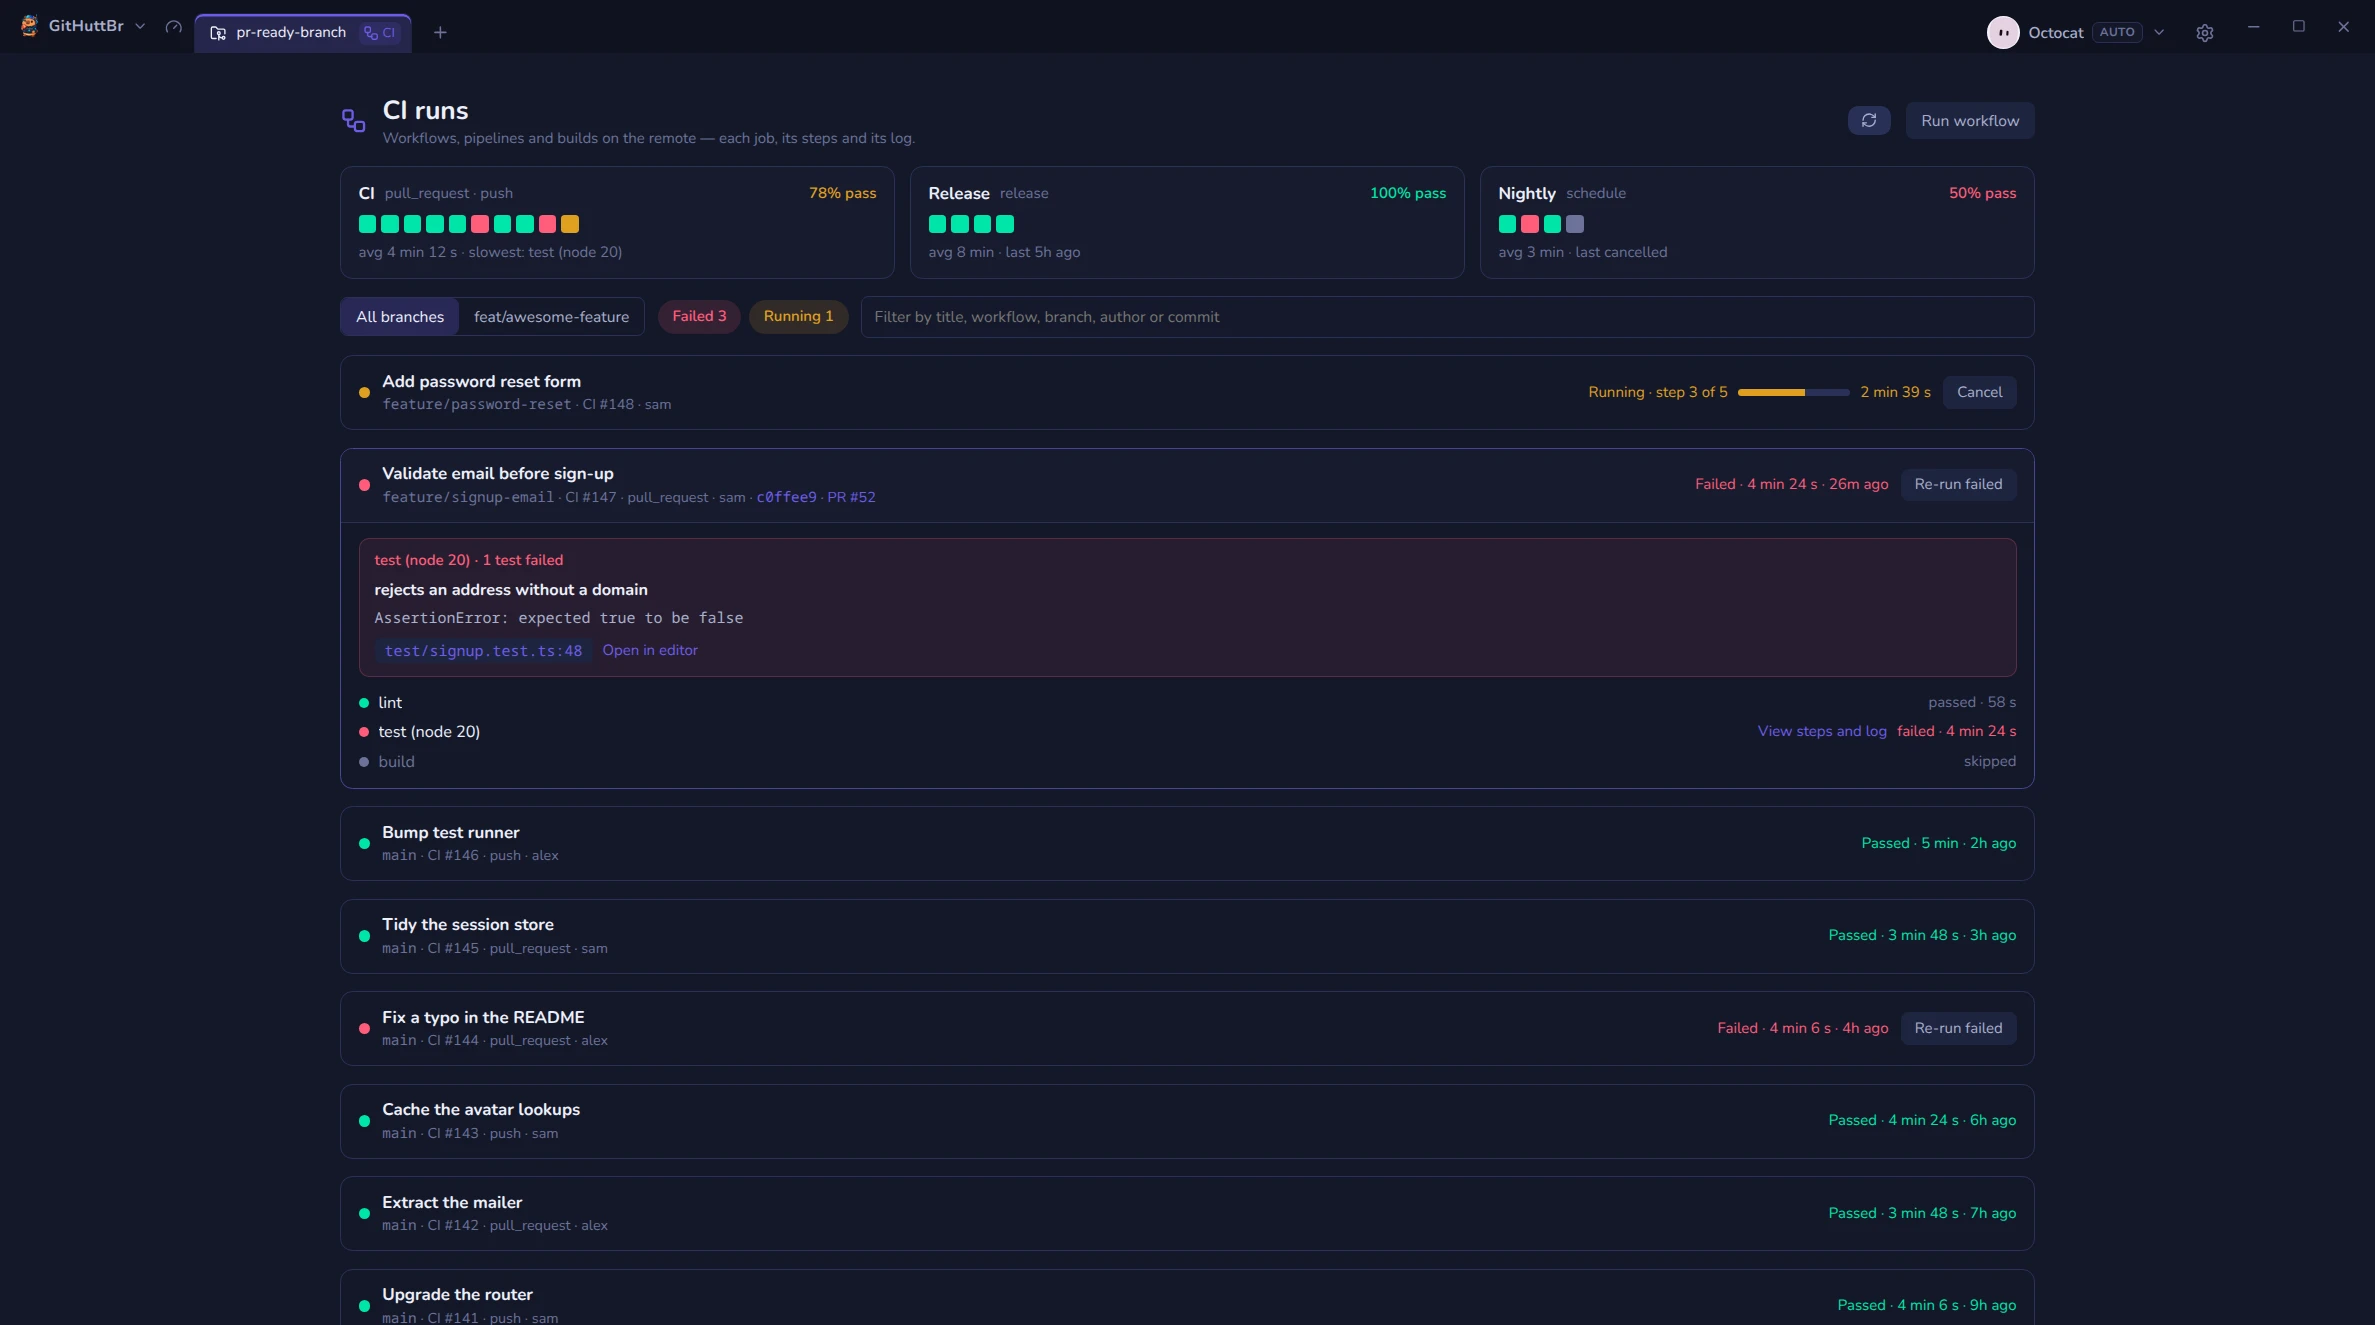 GitHuttBr
pr-ready-branch CI
Octocat AUTO
CI runs
Workflows, pipelines and builds on the remote — each job, its steps and its log.
Run workflow
CI pull_request · push 78% pass
avg 4 min 12 s · slowest: test (node 20)
Release release 100% pass
avg 8 min · last 5h ago
Nightly schedule 50% pass
avg 3 min · last cancelled
All branches feat/awesome-feature Failed 3 Running 1 Filter by title, workflow, branch, author or commit
Add password reset form
feature/password-reset · CI #148 · sam
Running · step 3 of 5 2 min 39 s Cancel
Validate email before sign-up
feature/signup-email · CI #147 · pull_request · sam · c0ffee9 · PR #52
Failed · 4 min 24 s · 26m ago Re-run failed
test (node 20) · 1 test failed
rejects an address without a domain
AssertionError: expected true to be false
test/signup.test.ts:48 Open in editor
lint passed · 58 s
test (node 20) View steps and log failed · 4 min 24 s
build skipped
Bump test runner
main · CI #146 · push · alex
Passed · 5 min · 2h ago
Tidy the session store
main · CI #145 · pull_request · sam
Passed · 3 min 48 s · 3h ago
Fix a typo in the README
main · CI #144 · pull_request · alex
Failed · 4 min 6 s · 4h ago Re-run failed
Cache the avatar lookups
main · CI #143 · push · sam
Passed · 4 min 24 s · 6h ago
Extract the mailer
main · CI #142 · pull_request · alex
Passed · 3 min 48 s · 7h ago
Upgrade the router
main · CI #141 · push · sam
Passed · 4 min 6 s · 9h ago